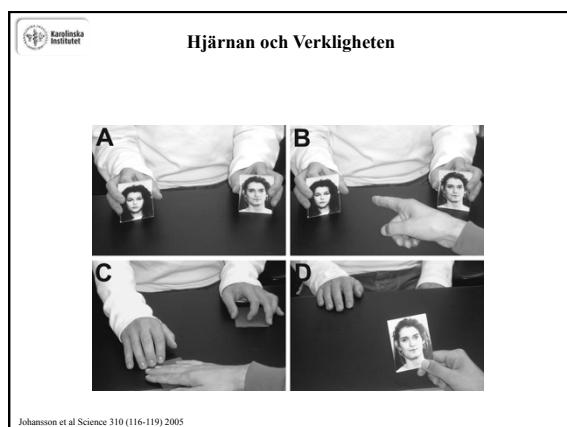 Karolinska
Institutet
Hjärnan och Verkligheten
A
B
C
D
Johansson et al Science 310 (116-119) 2005